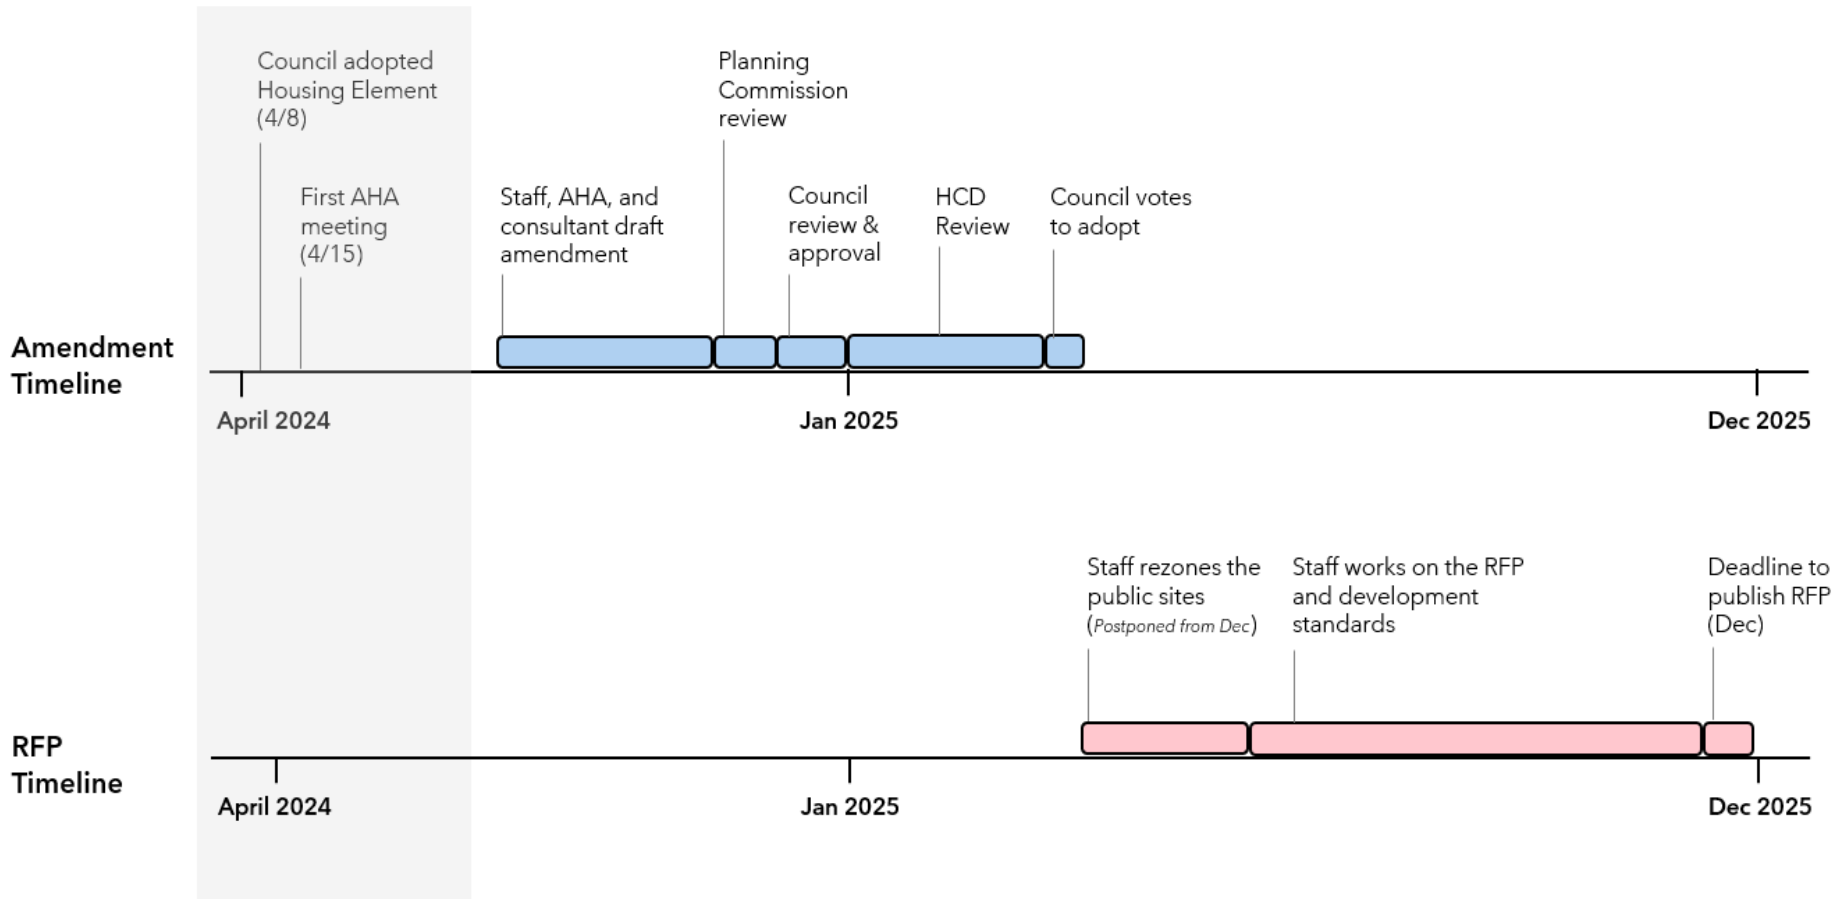 Council adopted
Housing Element
(4/8)
Planning
Commission
review
First AHA
meeting
(4/15)
Staff, AHA, and
consultant draft
amendment
Council
review &
approval
HCD
Review
Council votes
to adopt
Amendment
Timeline
April 2024
Jan 2025
Dec 2025
Staff rezones the
public sites
(Postponed from Dec)
Staff works on the RFP
and development
standards
Deadline to
publish RFP
(Dec)
RFP
Timeline
April 2024
Jan 2025
Dec 2025